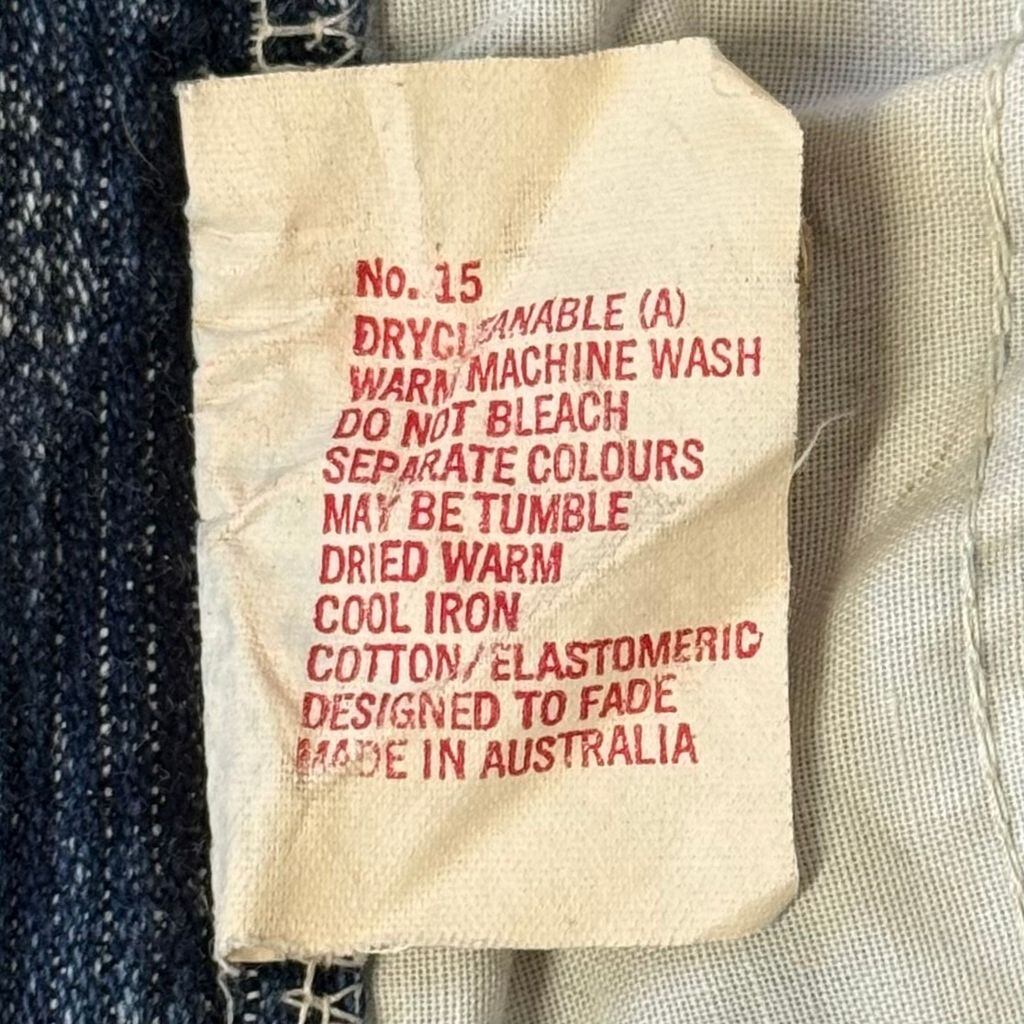 No. 15
DRYCLEANABLE (A)
WARM MACHINE WASH
DO NOT BLEACH
SEPARATE COLOURS
MAY BE TUMBLE
DRIED WARM
COOL IRON
COTTON/ELASTOMERIC
DESIGNED TO FADE
MADE IN AUSTRALIA